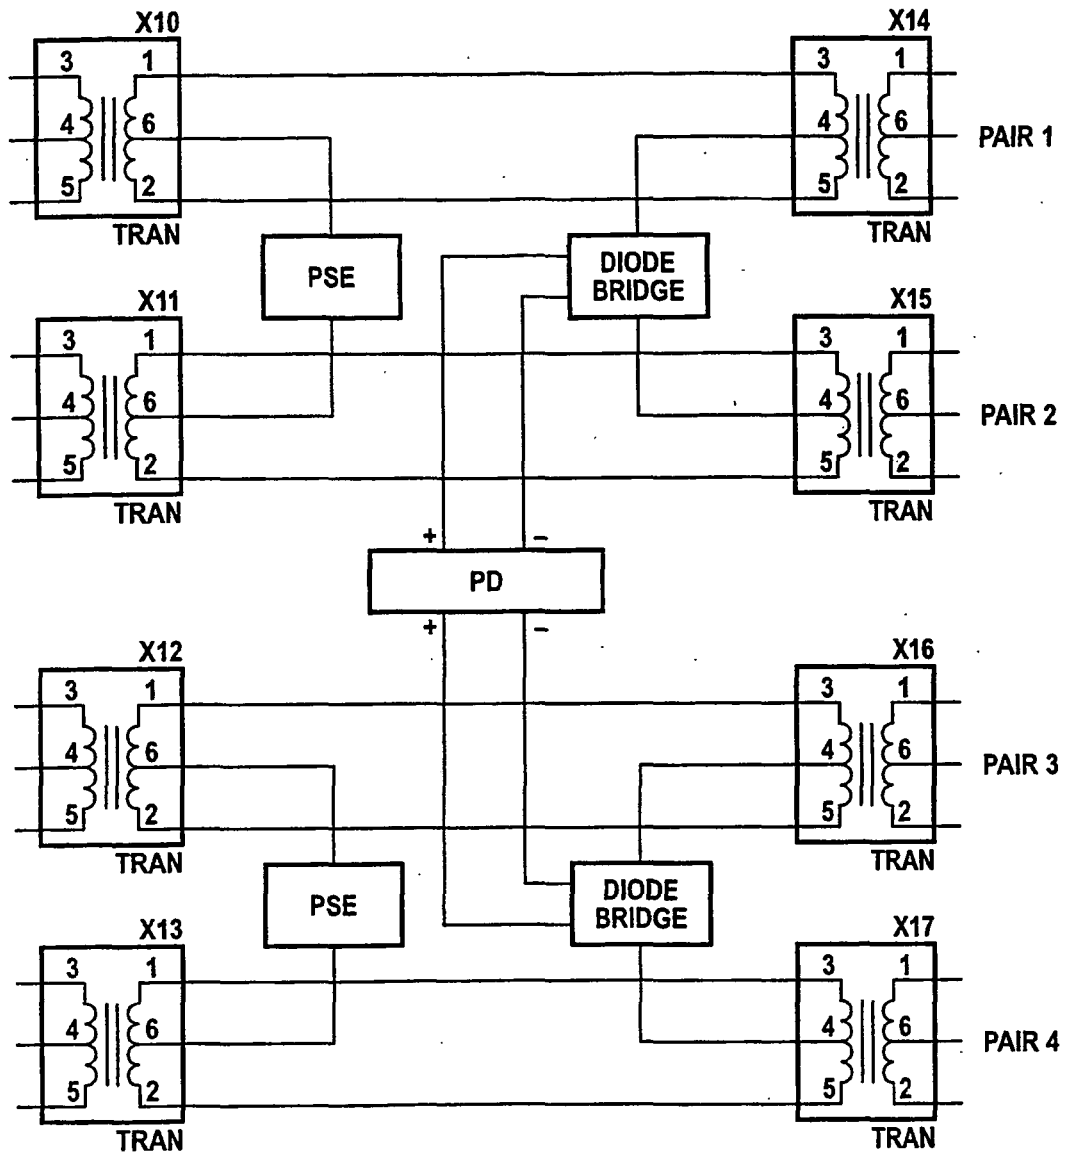 X10
X14
3 1
3 1
4 6
4 6
PAIR 1
5 2
5 2
TRAN
TRAN
PSE
DIODE
BRIDGE
X11
X15
3 1
3 1
4 6
4 6
PAIR 2
5 2
5 2
TRAN
TRAN
+ –
PD
+ –
X12
X16
3 1
3 1
4 6
4 6
PAIR 3
5 2
5 2
TRAN
TRAN
PSE
DIODE
BRIDGE
X13
X17
3 1
3 1
4 6
4 6
PAIR 4
5 2
5 2
TRAN
TRAN